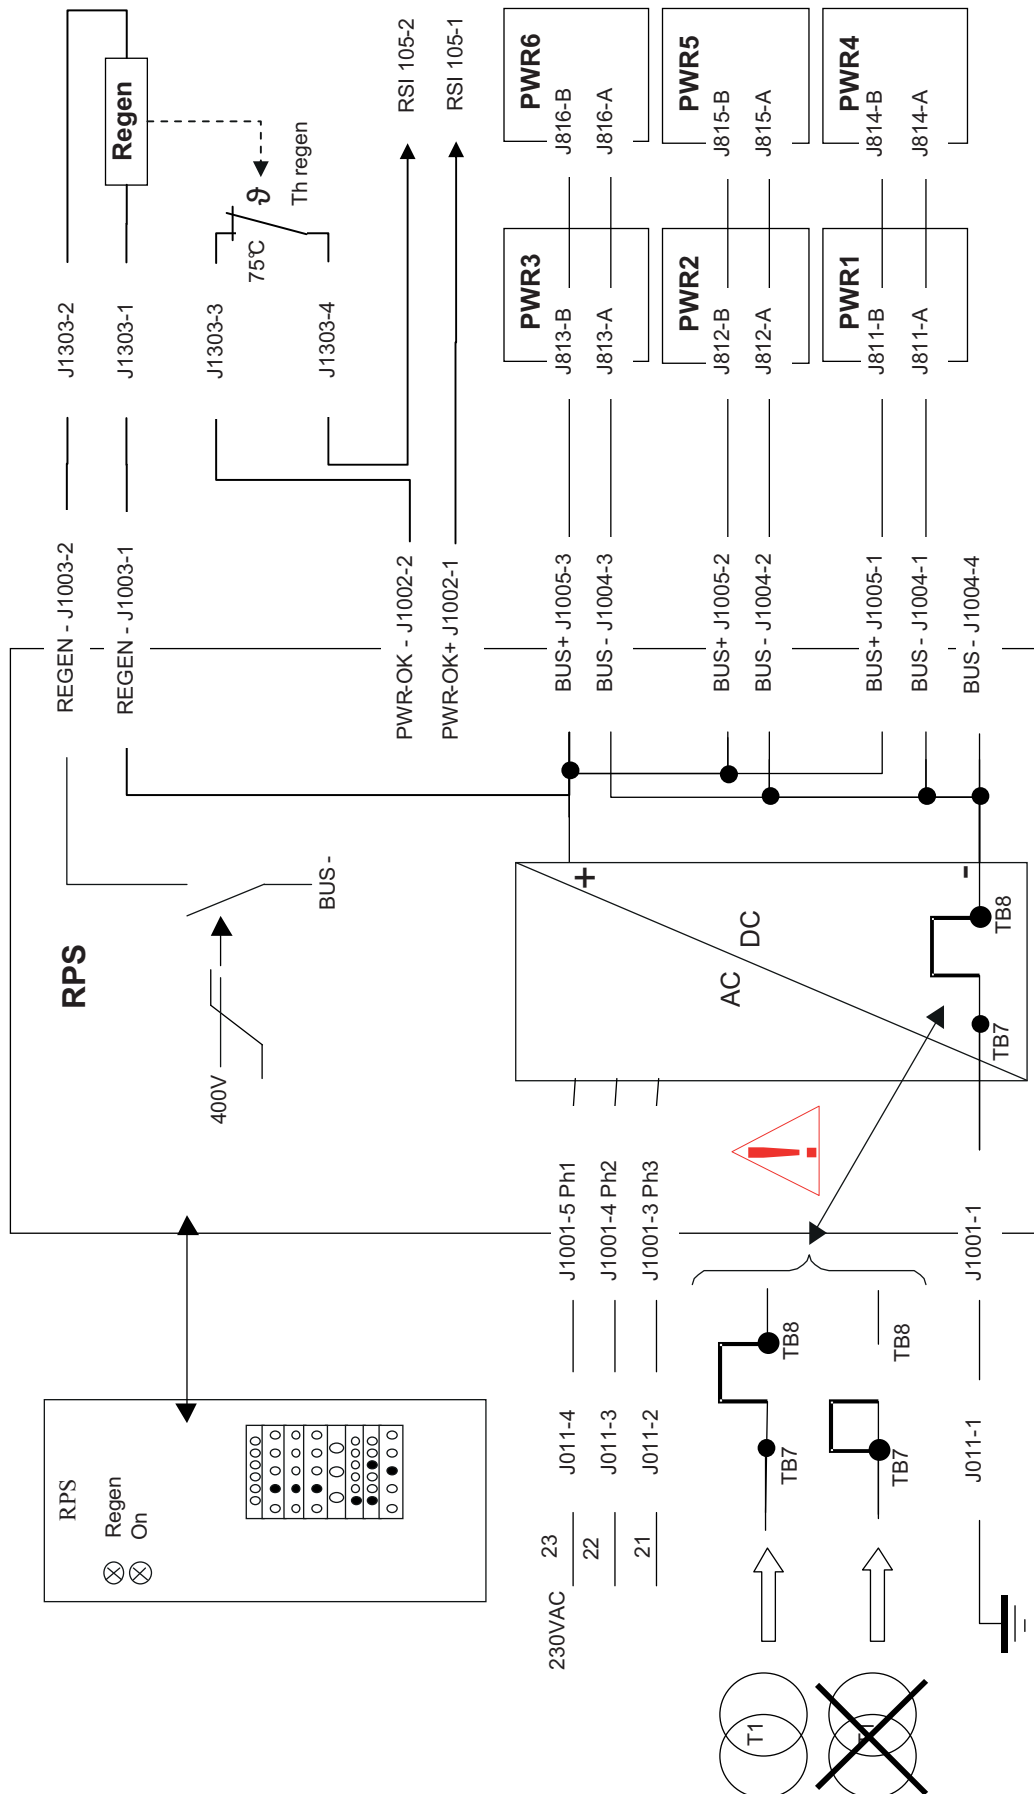 RPS
Regen
On
RPS
REGEN - J1003-2
J1303-2
REGEN - J1003-1
J1303-1
Regen
400V
BUS -
J1303-3
75°C
ϑ
Th regen
J1303-4
PWR-OK - J1002-2
RSI 105-2
PWR-OK+ J1002-1
RSI 105-1
230VAC
23
J011-4
J1001-5 Ph1
22
J011-3
J1001-4 Ph2
21
J011-2
J1001-3 Ph3
+
-
AC
DC
TB7
TB8
BUS+ J1005-3
BUS - J1004-3
BUS+ J1005-2
BUS - J1004-2
BUS+ J1005-1
BUS - J1004-1
BUS - J1004-4
PWR3
J813-B
J813-A
PWR6
J816-B
J816-A
PWR2
J812-B
J812-A
PWR5
J815-B
J815-A
PWR1
J811-B
J811-A
PWR4
J814-B
J814-A
!
T1
TB7
TB8
TB7
TB8
J011-1
J1001-1